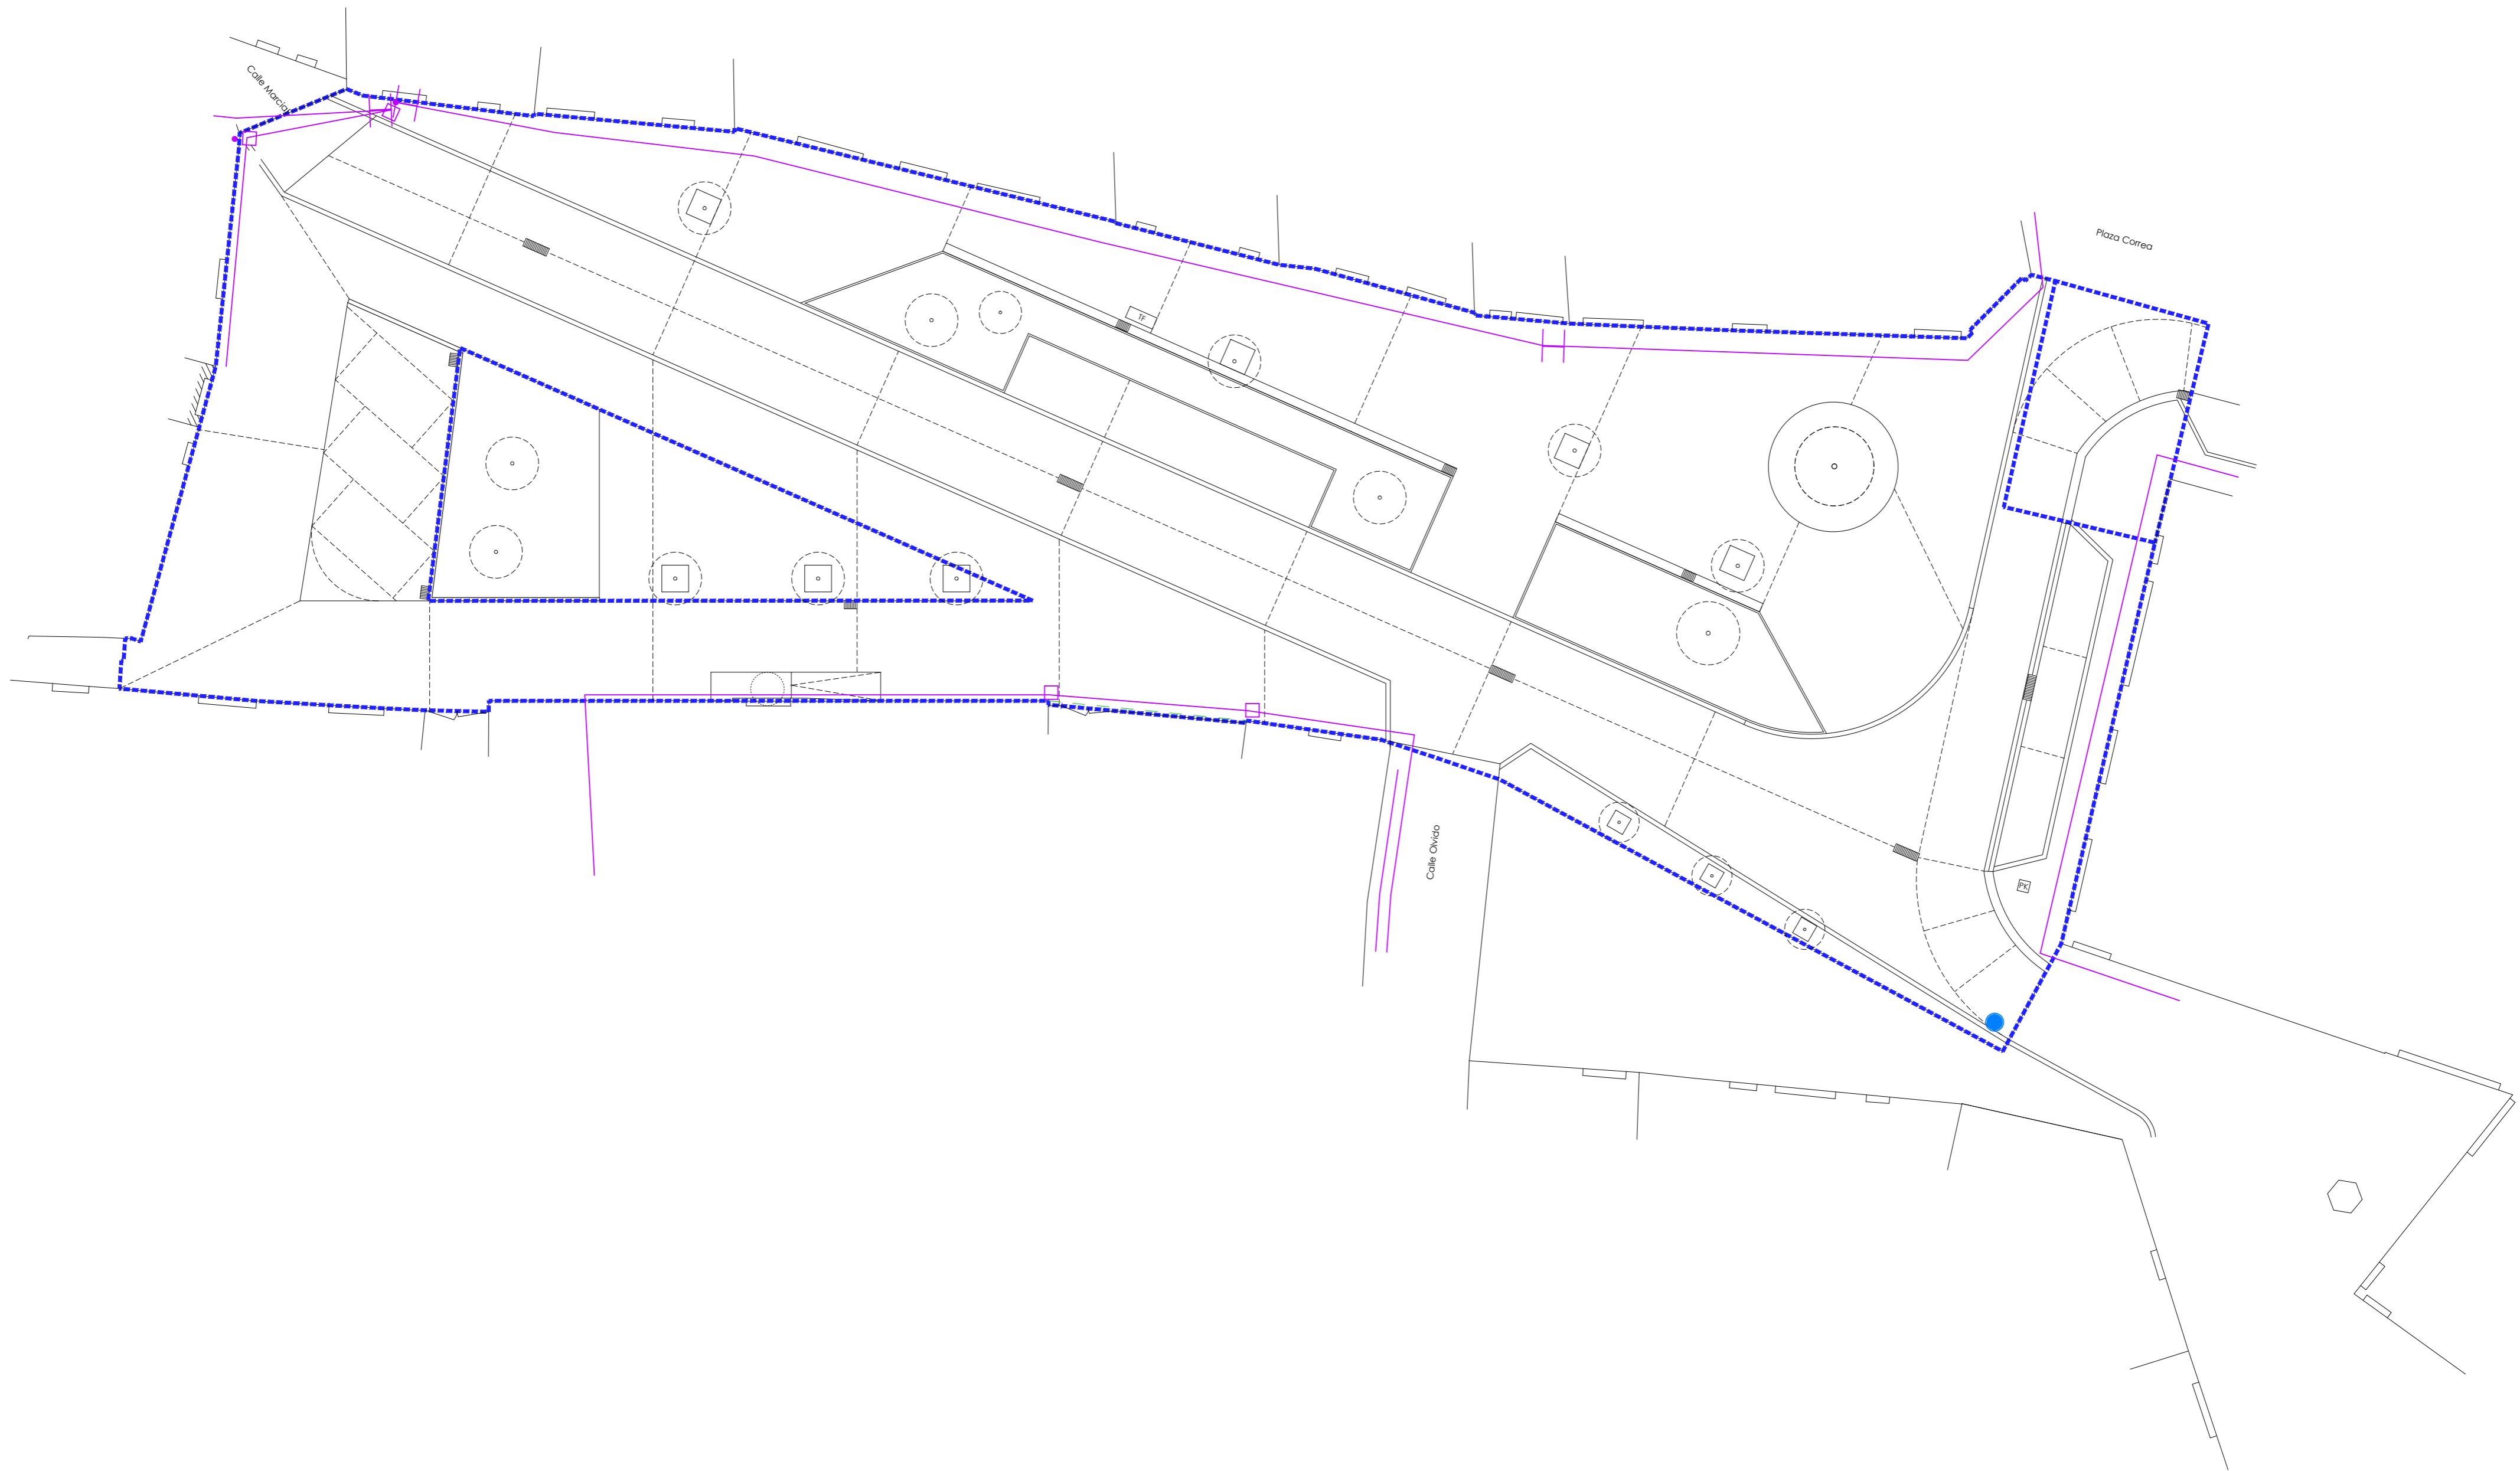 Calle Marcial
Plaza Correa
TF
Calle Olvido
PK